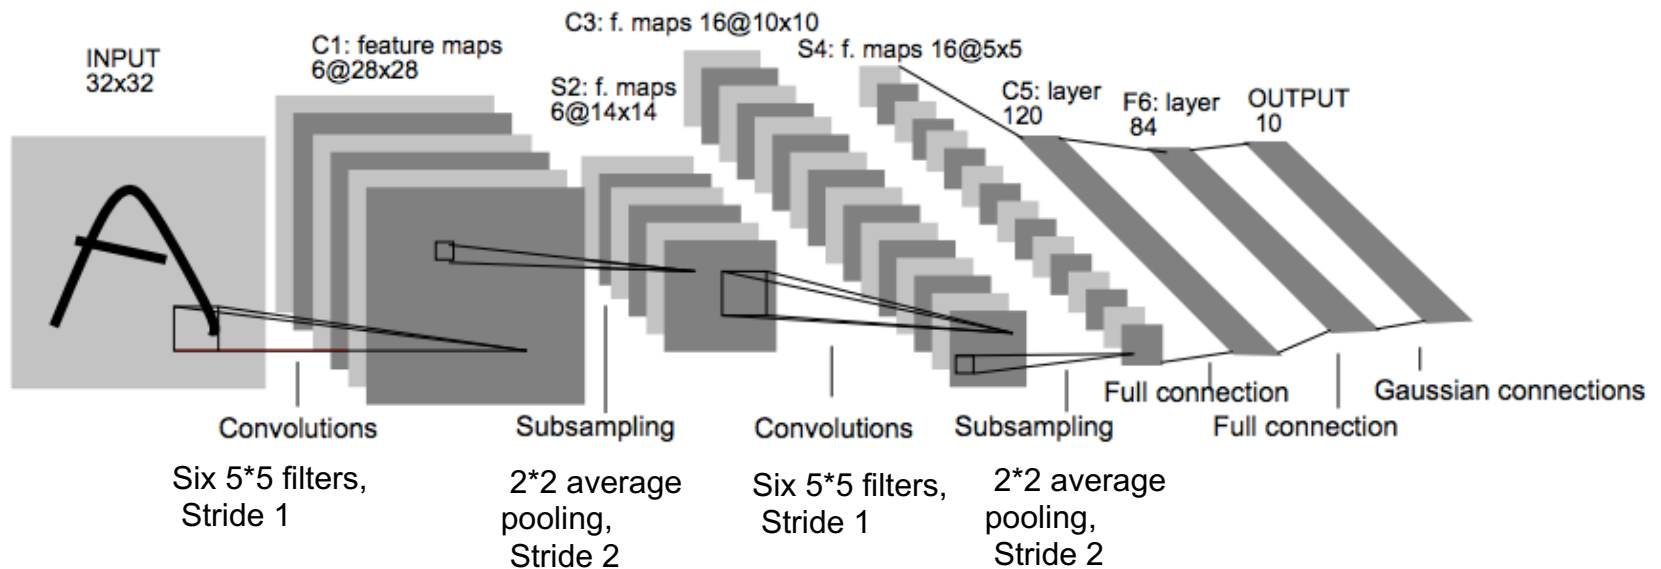 INPUT
32x32
C1: feature maps
6@28x28
S2: f. maps
6@14x14
C3: f. maps 16@10x10
S4: f. maps 16@5x5
C5: layer
120
F6: layer
84
OUTPUT
10
Convolutions
Subsampling
Convolutions
Subsampling
Full connection
Full connection
Gaussian connections
Six 5*5 filters,
Stride 1
2*2 average
pooling,
Stride 2
Six 5*5 filters,
Stride 1
2*2 average
pooling,
Stride 2